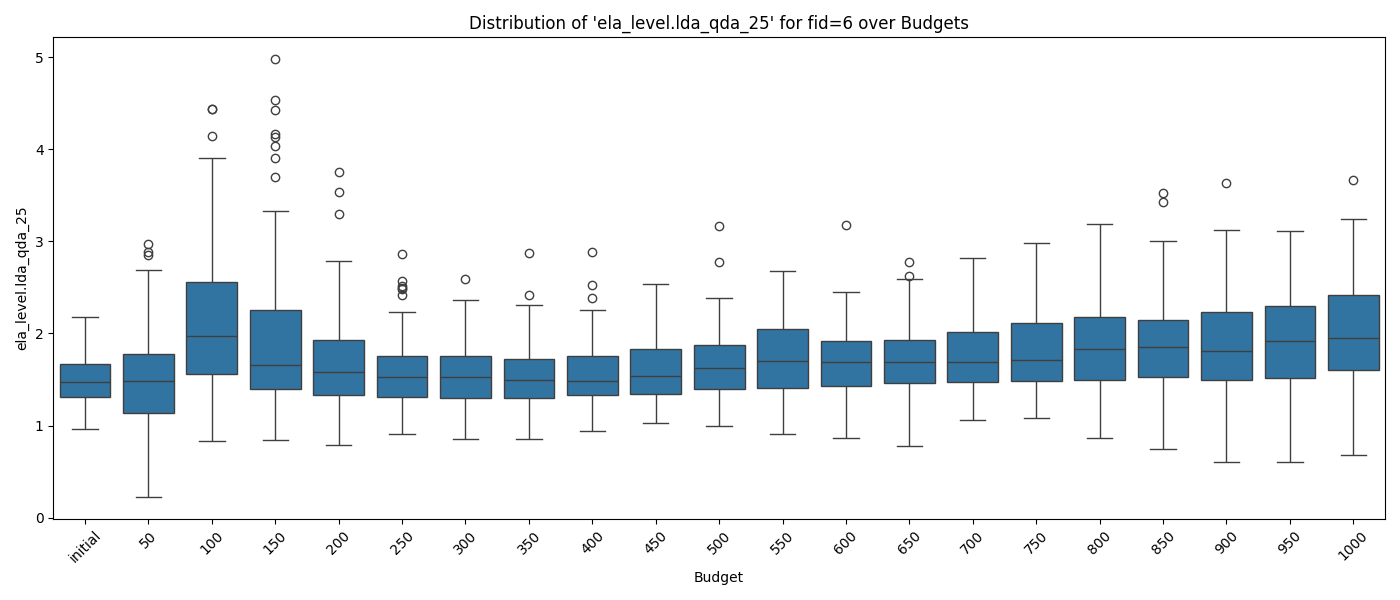 Distribution of 'ela_level.lda_qda_25' for fid=6 over Budgets
ela_level.lda_qda_25
5
4
3
2
1
0
initial 50 100 150 200 250 300 350 400 450 500 550 600 650 700 750 800 850 900 950 1000
Budget